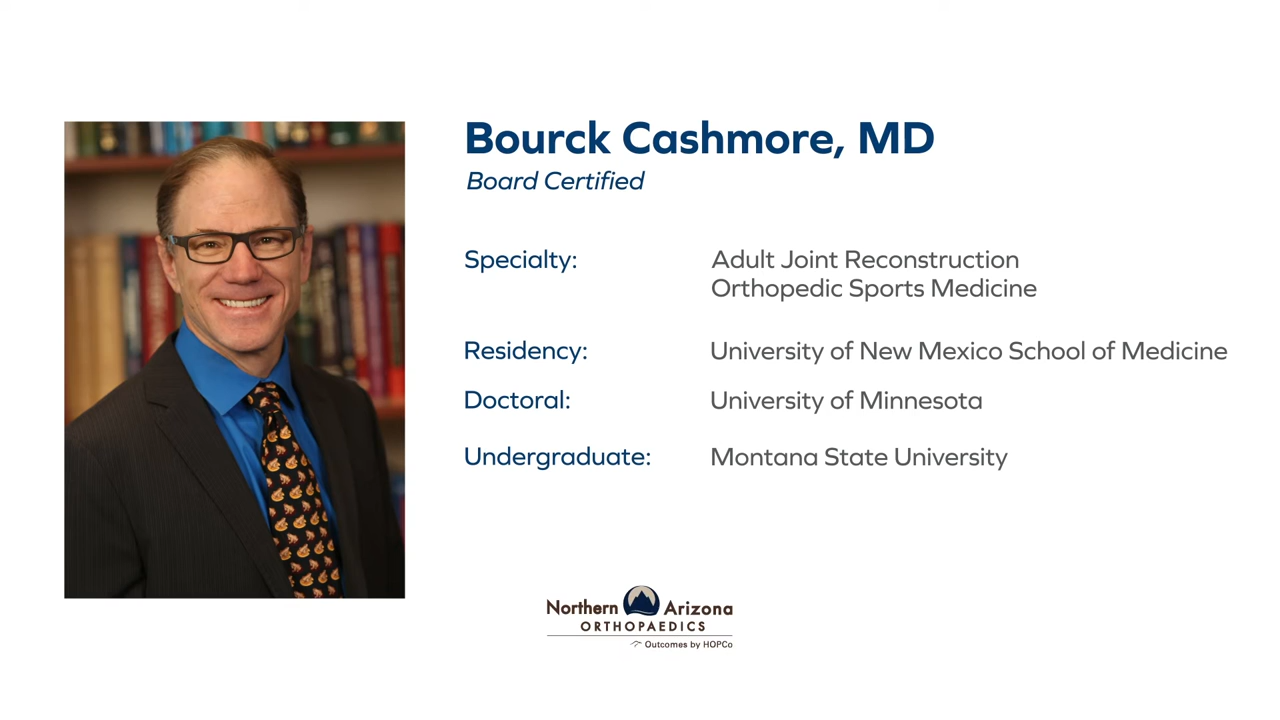 Bourck Cashmore, MD
Board Certified
Specialty: Adult Joint Reconstruction
Orthopedic Sports Medicine
Residency: University of New Mexico School of Medicine
Doctoral: University of Minnesota
Undergraduate: Montana State University
Northern Arizona
ORTHOPAEDICS
Outcomes by HOPCo